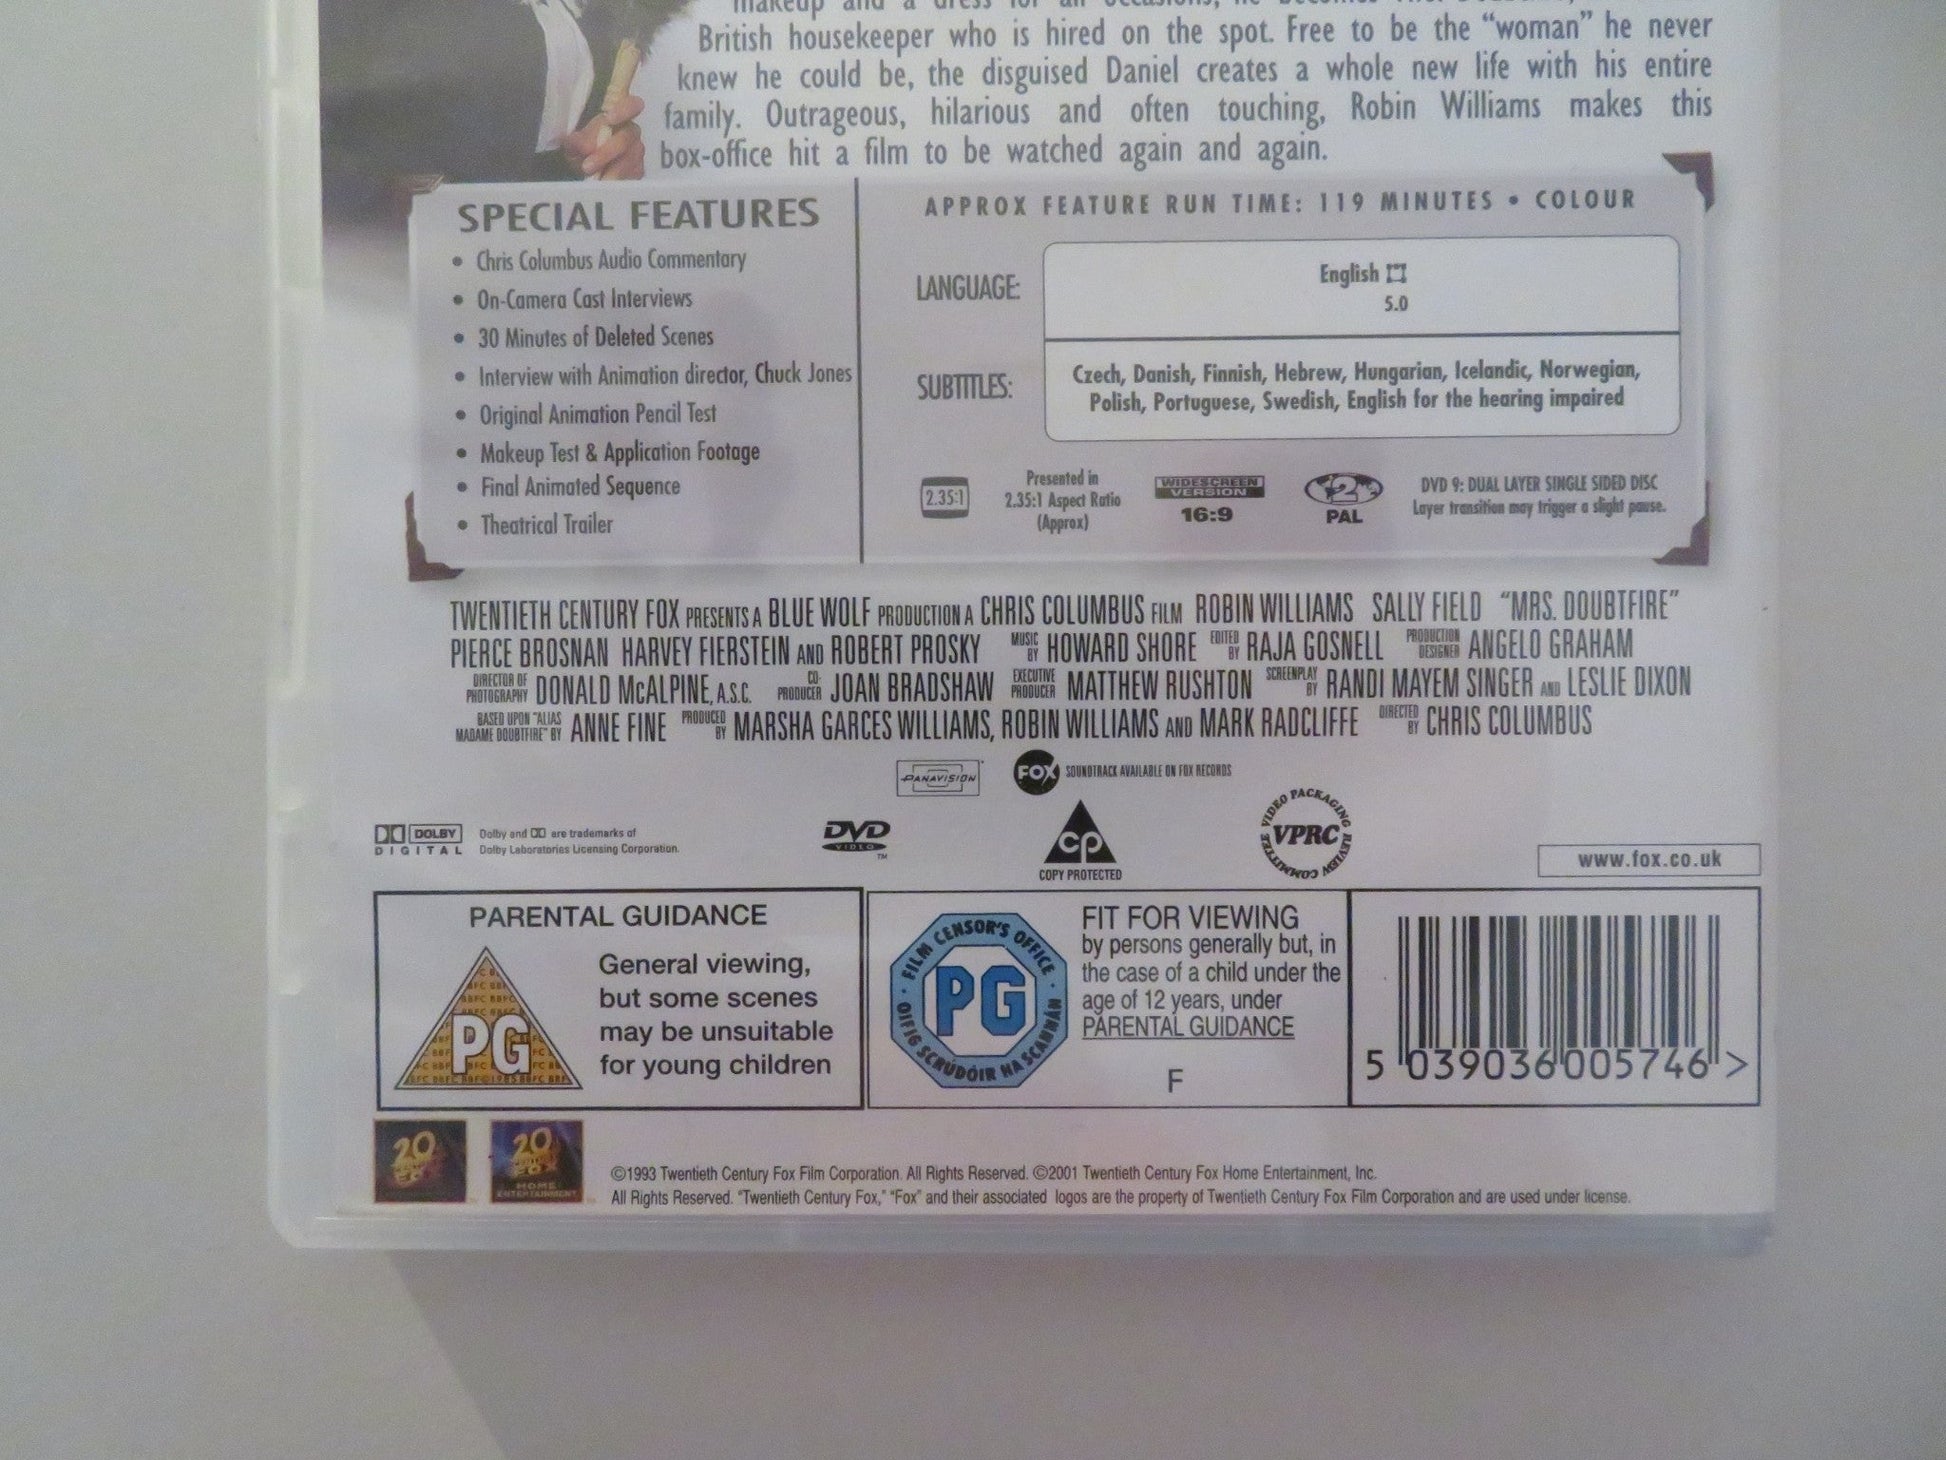 makeup and a dress for all occasions, he becomes
British housekeeper who is hired on the spot. Free to be the “woman” he never
knew he could be, the disguised Daniel creates a whole new life with his entire
family. Outrageous, hilarious and often touching, Robin Williams makes this
box-office hit a film to be watched again and again.
SPECIAL FEATURES
• Chris Columbus Audio Commentary
• On-Camera Cast Interviews
• 30 Minutes of Deleted Scenes
• Interview with Animation director, Chuck Jones
• Original Animation Pencil Test
• Makeup Test & Application Footage
• Final Animated Sequence
• Theatrical Trailer
APPROX FEATURE RUN TIME: 119 MINUTES • COLOUR
LANGUAGE:
English
5.0
SUBTITLES:
Czech, Danish, Finnish, Hebrew, Hungarian, Icelandic, Norwegian,
Polish, Portuguese, Swedish, English for the hearing impaired
2.35:1
Presented in
2.35:1 Aspect Ratio
(Approx)
WIDESCREEN
VERSION
16:9
2
PAL
DVD 9: DUAL LAYER SINGLE SIDED DISC
Layer transition may trigger a slight pause.
TWENTIETH CENTURY FOX PRESENTS A BLUE WOLF PRODUCTION A CHRIS COLUMBUS FILM ROBIN WILLIAMS SALLY FIELD “MRS. DOUBTFIRE”
PIERCE BROSNAN HARVEY FIERSTEIN AND ROBERT PROSKY MUSIC BY HOWARD SHORE EDITED BY RAJA GOSNELL PRODUCTION DESIGNER ANGELO GRAHAM
DIRECTOR OF PHOTOGRAPHY DONALD McALPINE, A.S.C. CO-PRODUCER JOAN BRADSHAW EXECUTIVE PRODUCER MATTHEW RUSHTON SCREENPLAY BY RANDI MAYEM SINGER AND LESLIE DIXON
BASED UPON “ALIAS MADAME DOUBTFIRE” BY ANNE FINE PRODUCED BY MARSHA GARCES WILLIAMS, ROBIN WILLIAMS AND MARK RADCLIFFE DIRECTED BY CHRIS COLUMBUS
PANAVISION
FOX SOUNDTRACK AVAILABLE ON FOX RECORDS
DOLBY
DIGITAL
Dolby and DD are trademarks of
Dolby Laboratories Licensing Corporation.
DVD
VIDEO
TM
cp
COPY PROTECTED
VIDEO PACKAGING REVIEW COMMITTEE
VPRC
www.fox.co.uk
PARENTAL GUIDANCE
PG
General viewing,
but some scenes
may be unsuitable
for young children
FILM CENSOR'S OFFICE
PG
OIFIG SCRÚDÓIR NA SCANNÁN
FIT FOR VIEWING
by persons generally but, in
the case of a child under the
age of 12 years, under
PARENTAL GUIDANCE
F
5 039036 005746 >
20
CENTURY
FOX
20
CENTURY
FOX
HOME
ENTERTAINMENT
©1993 Twentieth Century Fox Film Corporation. All Rights Reserved. ©2001 Twentieth Century Fox Home Entertainment, Inc.
All Rights Reserved. “Twentieth Century Fox,” “Fox” and their associated logos are the property of Twentieth Century Fox Film Corporation and are used under license.